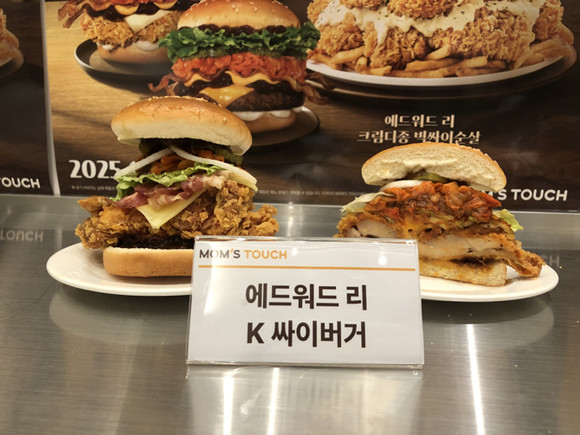 에드워드 리
크림디종 빅싸이순살
2025
TOUCH
M'S TOUCH
MOM'S TOUCH
에드워드 리
K 싸이버거